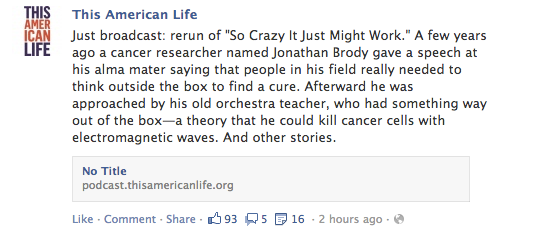 THIS
AMER
ICAN
LIFE
This American Life
Just broadcast: rerun of "So Crazy It Just Might Work." A few years
ago a cancer researcher named Jonathan Brody gave a speech at
his alma mater saying that people in his field really needed to
think outside the box to find a cure. Afterward he was
approached by his old orchestra teacher, who had something way
out of the box—a theory that he could kill cancer cells with
electromagnetic waves. And other stories.
No Title
podcast.thisamericanlife.org
Like · Comment · Share · 93 5 16 · 2 hours ago ·